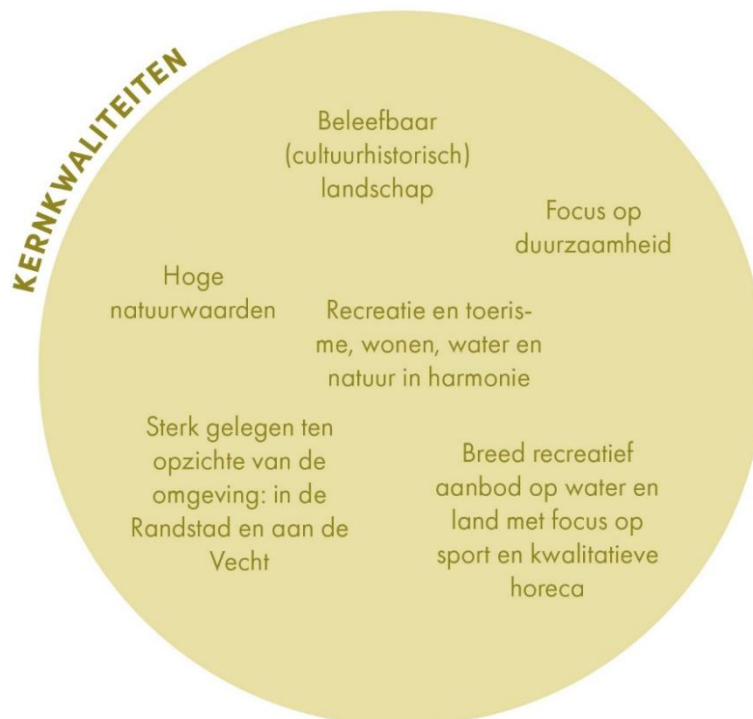 KERNKWALITEITEN
Beleefbaar
(cultuurhistorisch)
landschap
Focus op
duurzaamheid
Hoge
natuurwaarden
Recreatie en toeris-
me, wonen, water en
natuur in harmonie
Sterk gelegen ten
opzichte van de
omgeving: in de
Randstad en aan de
Vecht
Breed recreatief
aanbod op water en
land met focus op
sport en kwalitatieve
horeca